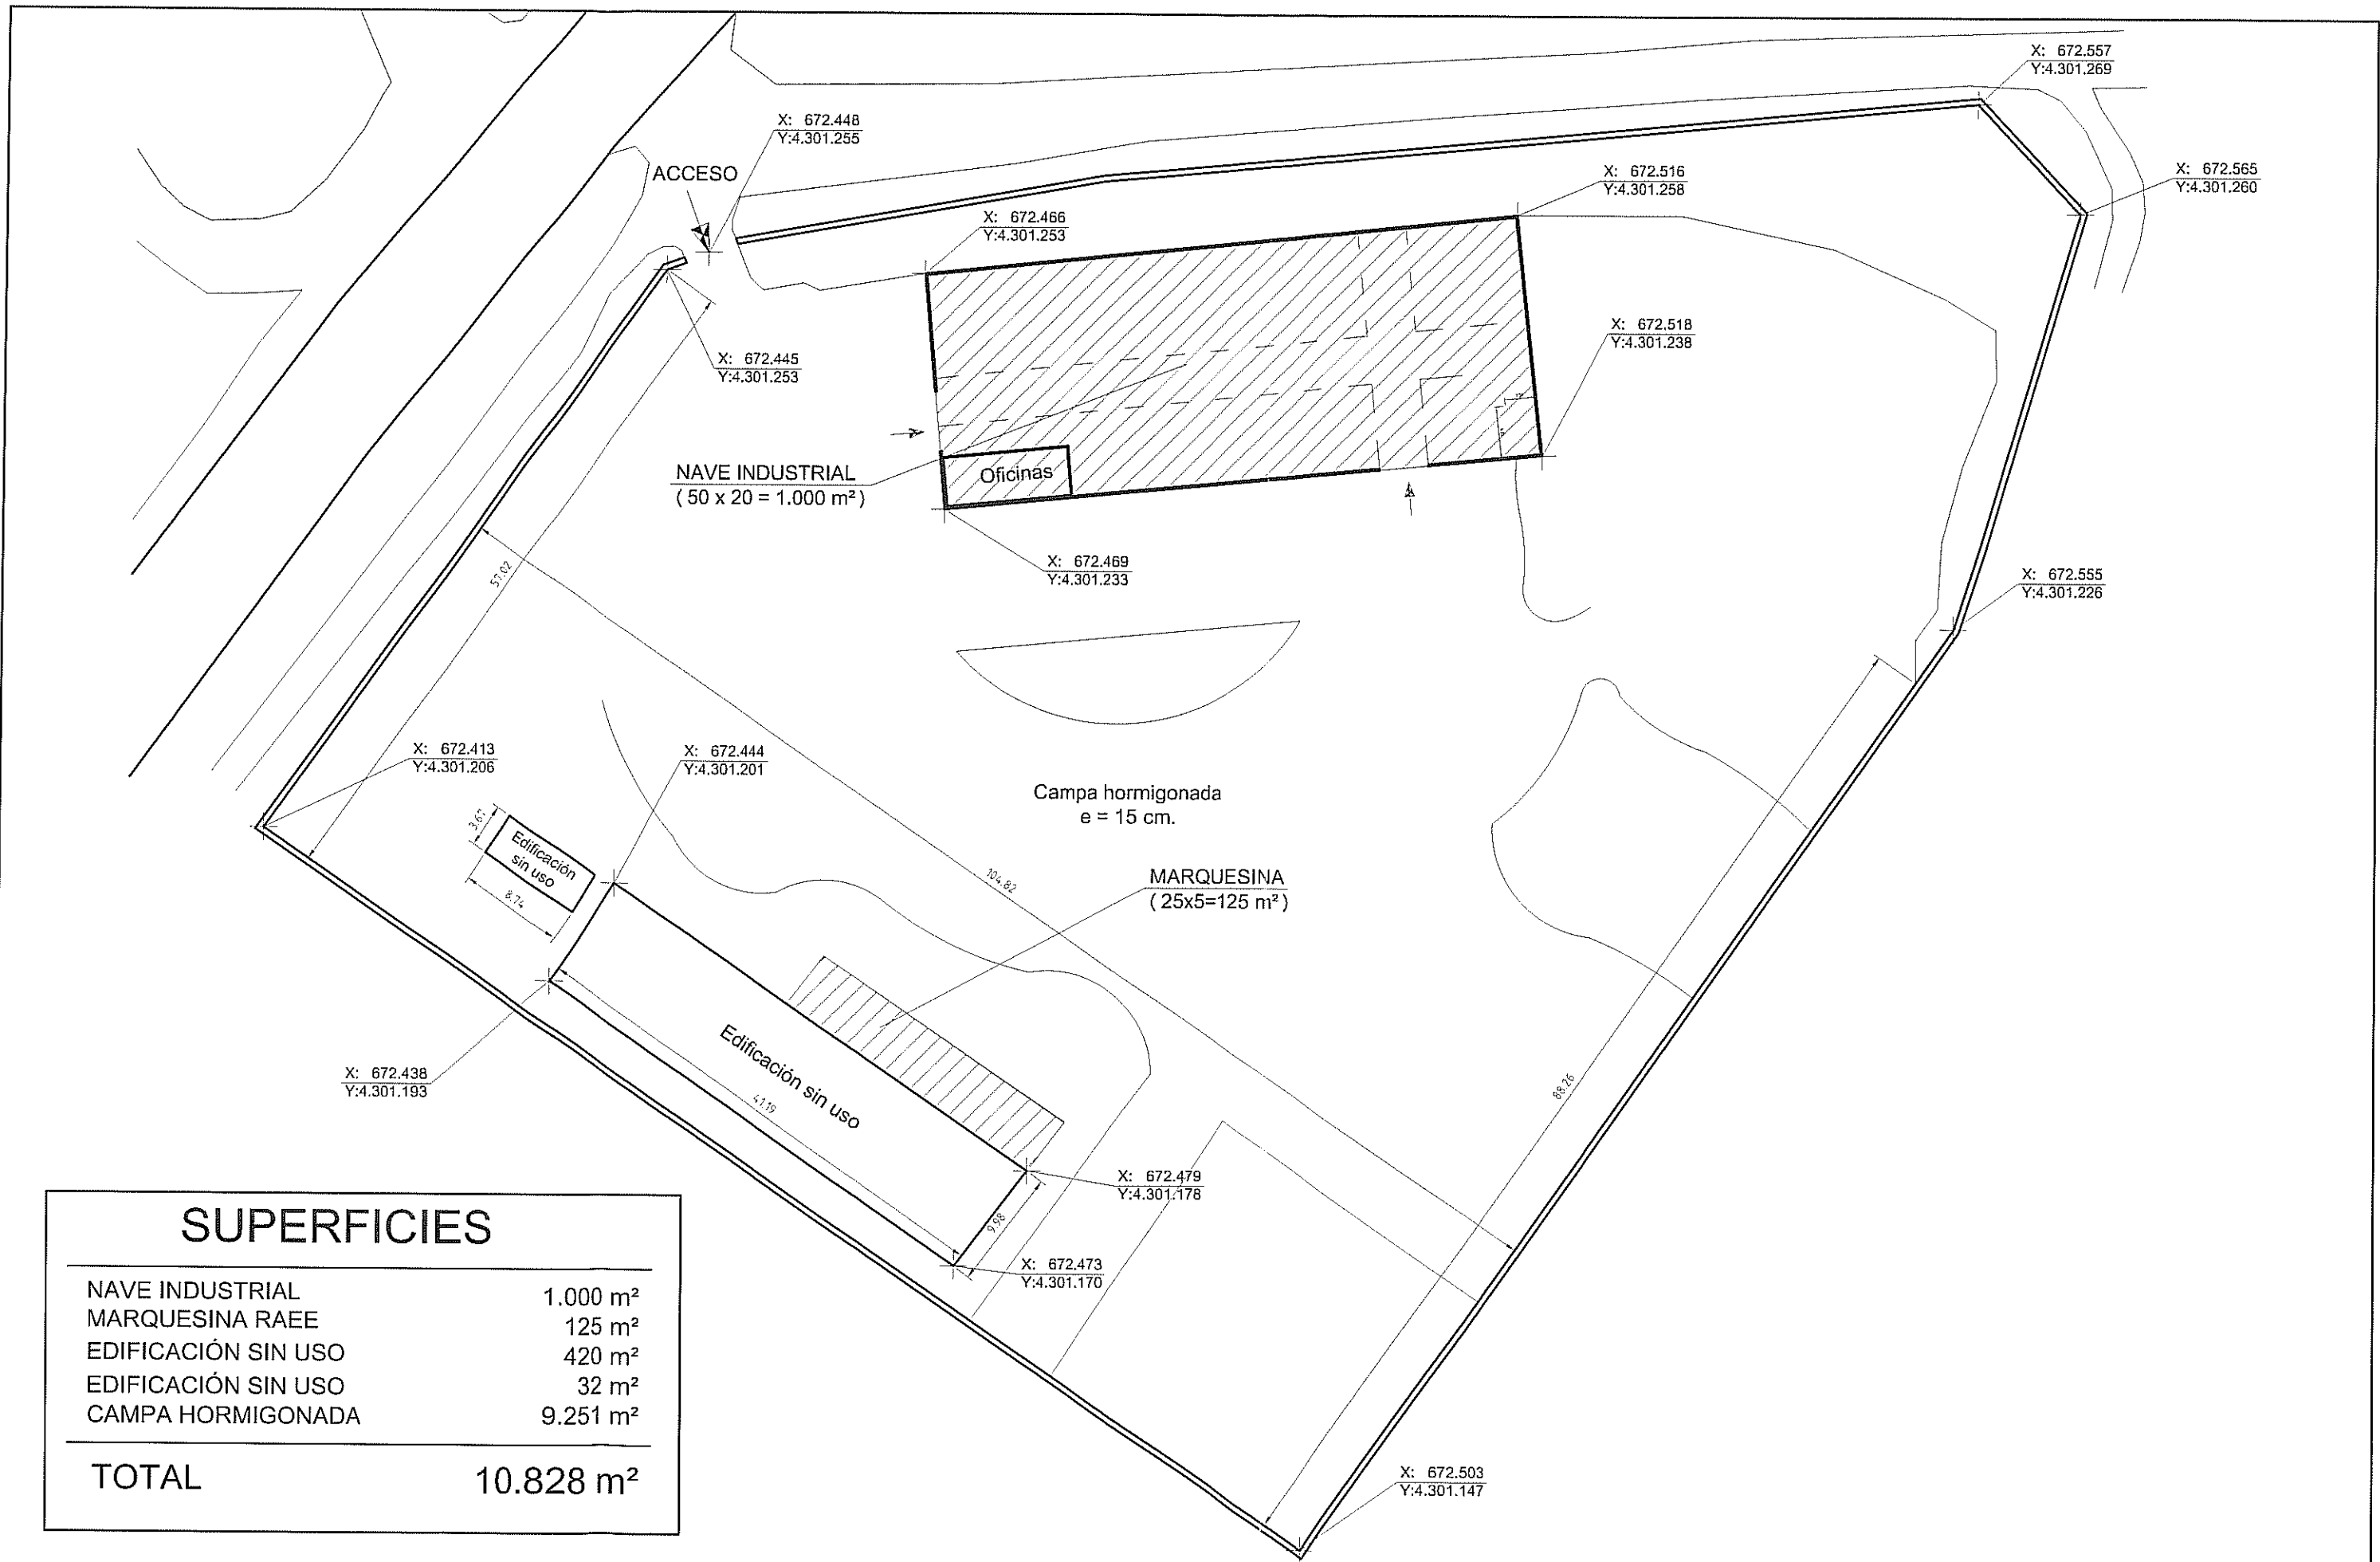 X: 672.557
Y:4.301.269
X: 672.448
Y:4.301.255
ACCESO
X: 672.516
Y:4.301.258
X: 672.565
Y:4.301.260
X: 672.466
Y:4.301.253
X: 672.518
Y:4.301.238
X: 672.445
Y:4.301.253
NAVE INDUSTRIAL
( 50 x 20 = 1.000 m²)
Oficinas
X: 672.469
Y:4.301.233
57.02
X: 672.555
Y:4.301.226
X: 672.413
Y:4.301.206
X: 672.444
Y:4.301.201
Campa hormigonada
e = 15 cm.
3.67
Edificación
sin uso
8.74
104.82
MARQUESINA
( 25x5=125 m²)
Edificación sin uso
41.19
X: 672.438
Y:4.301.193
88.26
X: 672.479
Y:4.301.178
9.98
X: 672.473
Y:4.301.170
SUPERFICIES
NAVE INDUSTRIAL 1.000 m²
MARQUESINA RAEE 125 m²
EDIFICACIÓN SIN USO 420 m²
EDIFICACIÓN SIN USO 32 m²
CAMPA HORMIGONADA 9.251 m²
TOTAL 10.828 m²
X: 672.503
Y:4.301.147